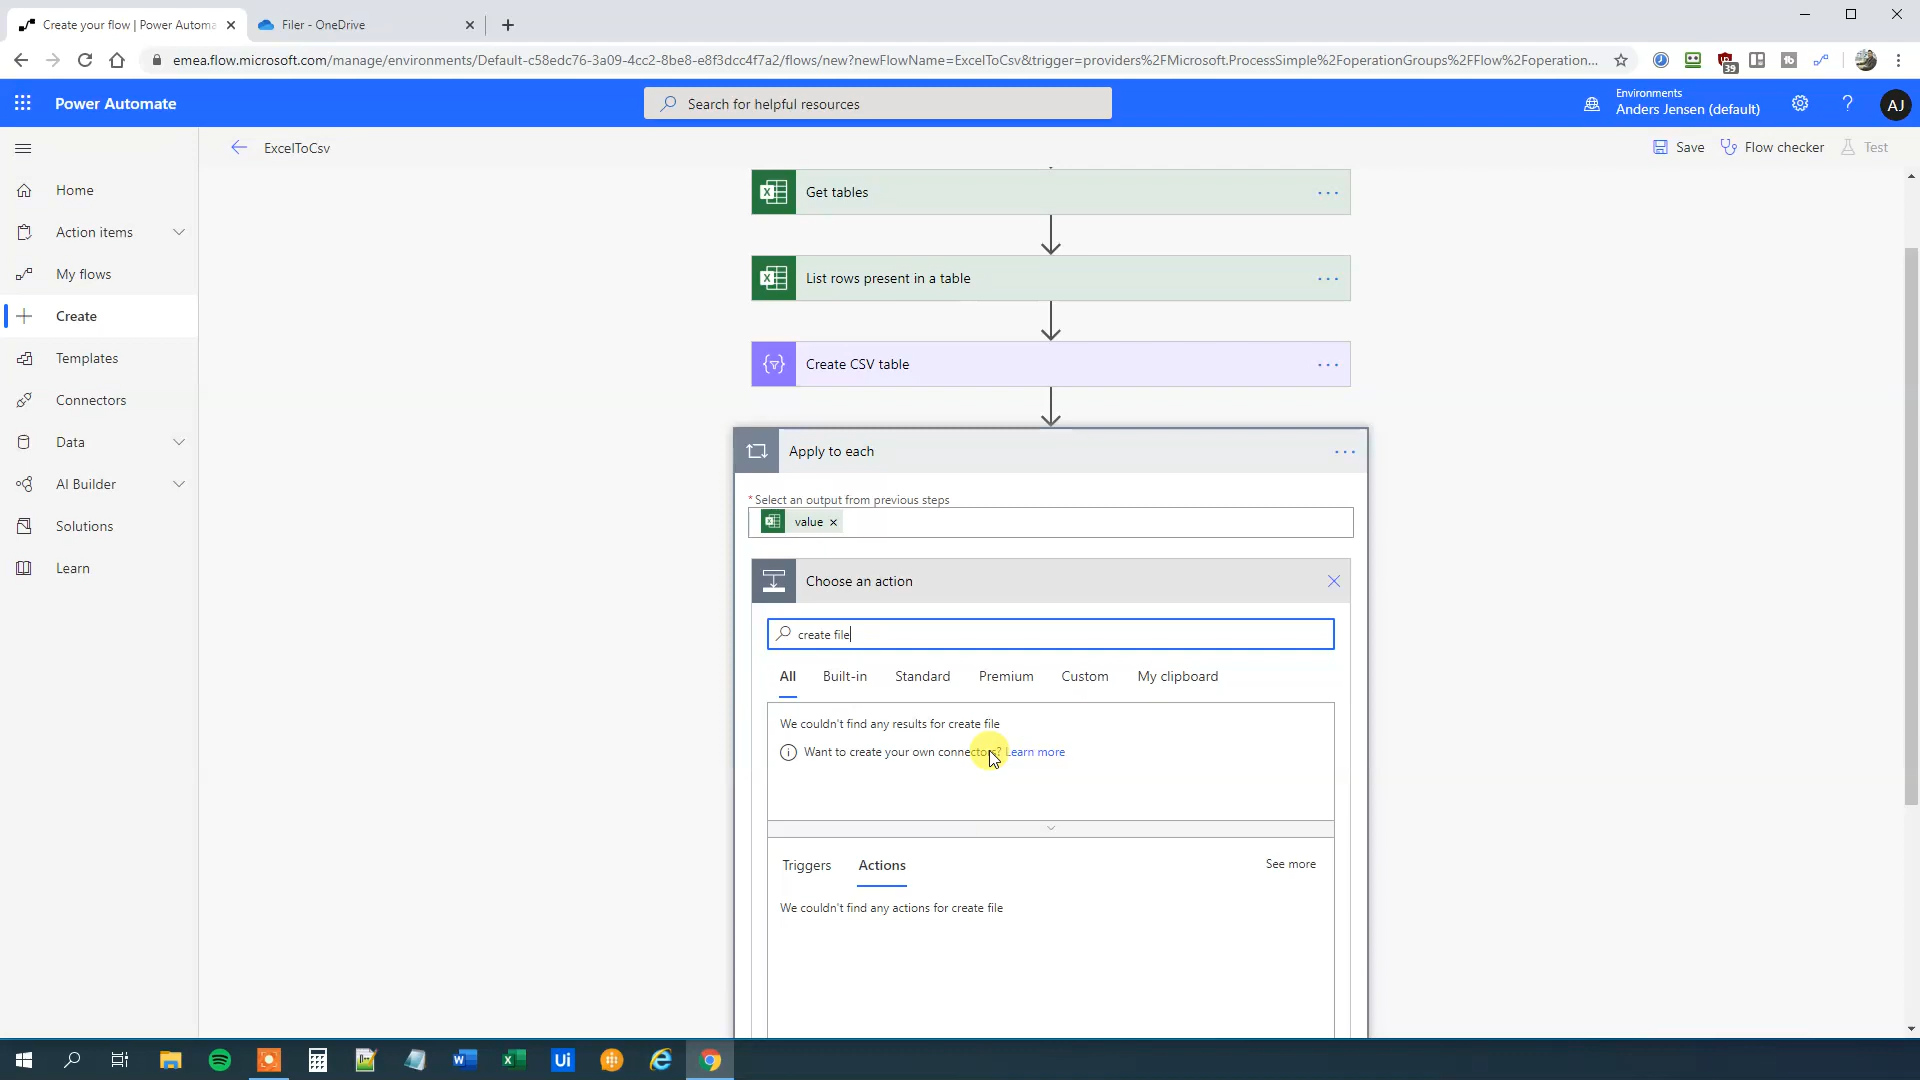 Create your flow | Power Automa
Filer - OneDrive
emea.flow.microsoft.com/manage/environments/Default-c58edc76-3a09-4cc2-8be8-e8f3dcc4f7a2/flows/new?newFlowName=ExcelToCsv&trigger=providers%2FMicrosoft.ProcessSimple%2FoperationGroups%2FFlow%2Foperation...
39
Power Automate
Search for helpful resources
Environments
Anders Jensen (default)
?
AJ
ExcelToCsv
Save
Flow checker
Test
Home
Action items
My flows
Create
Templates
Connectors
Data
AI Builder
Solutions
Learn
Get tables
List rows present in a table
Create CSV table
Apply to each
* Select an output from previous steps
value
Choose an action
create file
All
Built-in
Standard
Premium
Custom
My clipboard
We couldn't find any results for create file
Want to create your own connectors? Learn more
Triggers
Actions
See more
We couldn't find any actions for create file
Ui